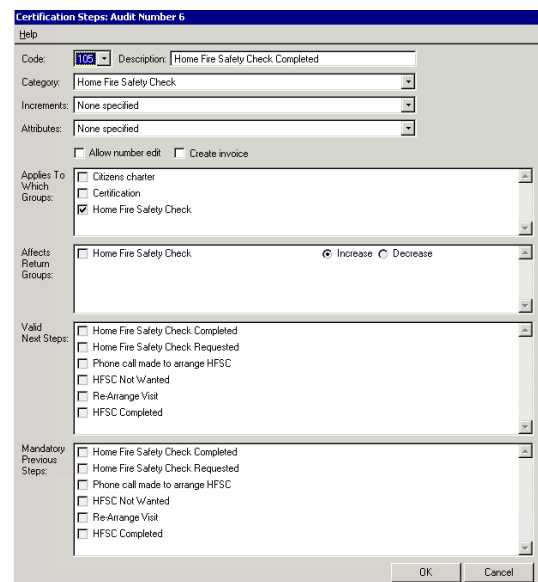 Certification Steps: Audit Number 6
Help
Code: 105 Description: Home Fire Safety Check Completed
Category: Home Fire Safety Check
Increments: None specified
Attributes: None specified
Allow number edit Create invoice
Applies To Which Groups:
Citizens charter
Certification
Home Fire Safety Check
Affects Return Groups:
Home Fire Safety Check Increase Decrease
Valid Next Steps:
Home Fire Safety Check Completed
Home Fire Safety Check Requested
Phone call made to arrange HFSC
HFSC Not Wanted
Re-Arrange Visit
HFSC Completed
Mandatory Previous Steps:
Home Fire Safety Check Completed
Home Fire Safety Check Requested
Phone call made to arrange HFSC
HFSC Not Wanted
Re-Arrange Visit
HFSC Completed
OK Cancel